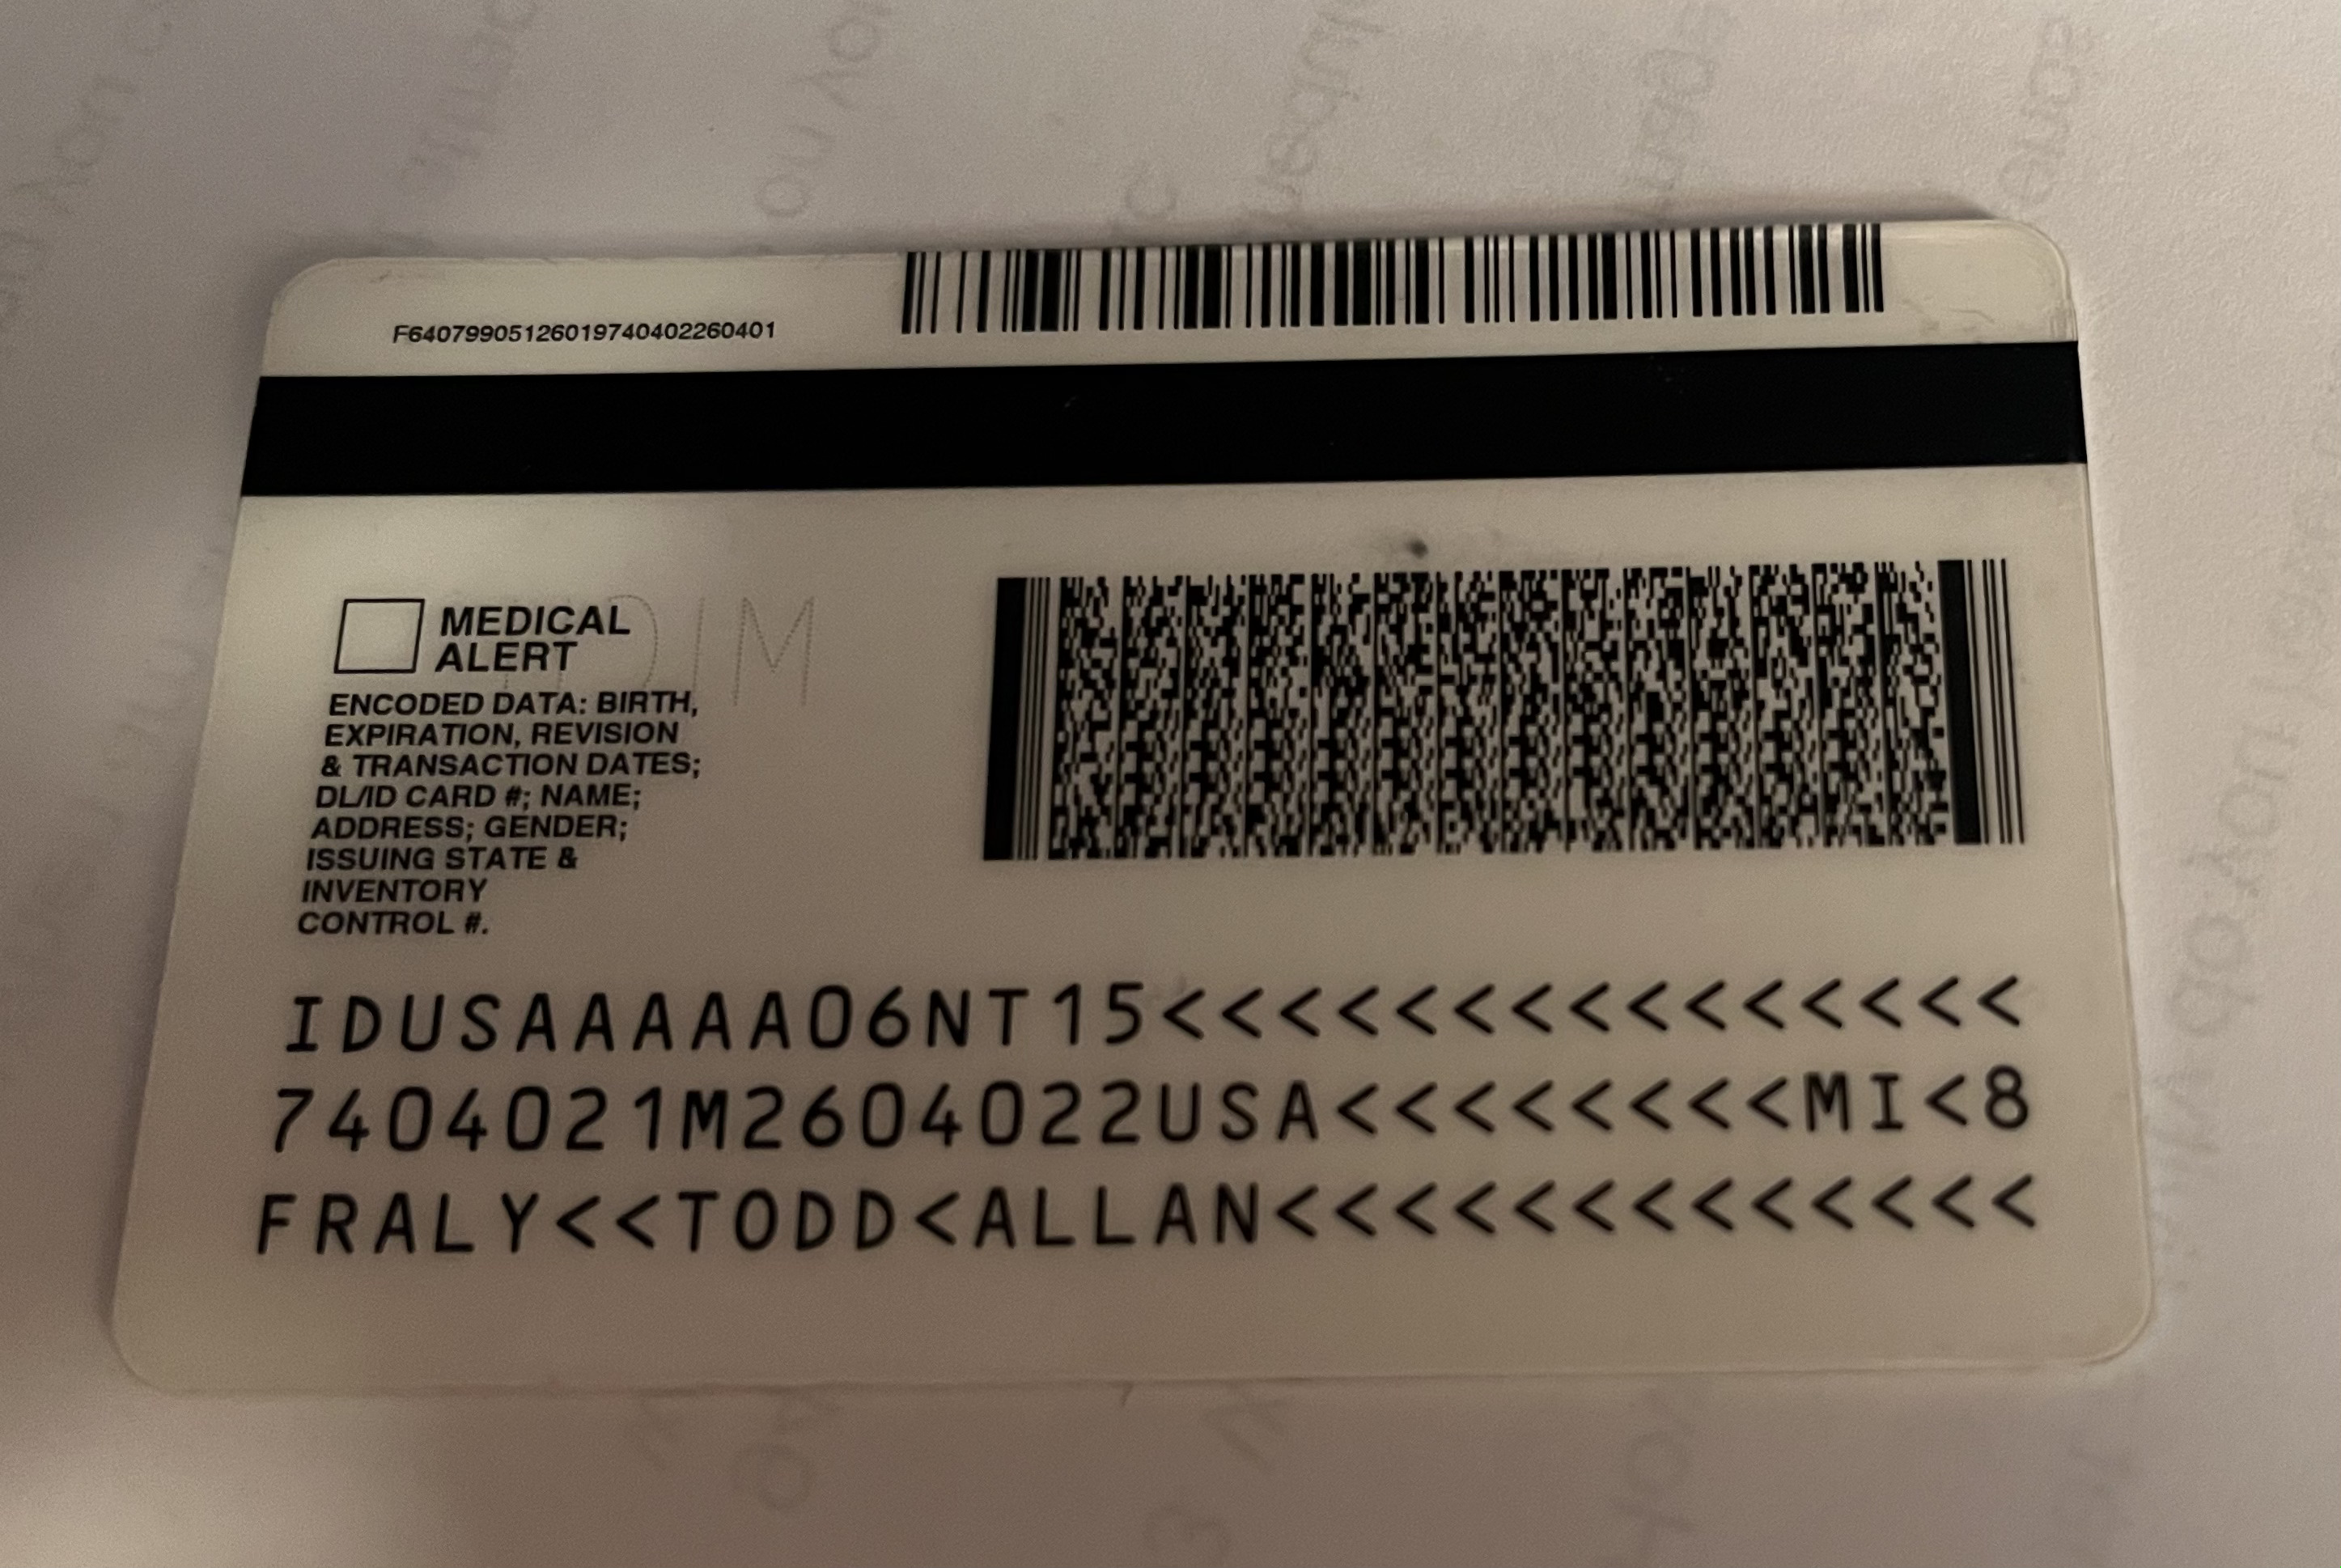 F64079905126019740402260401
MEDICAL
ALERT
ENCODED DATA: BIRTH,
EXPIRATION, REVISION
& TRANSACTION DATES;
DL/ID CARD #; NAME;
ADDRESS; GENDER;
ISSUING STATE &
INVENTORY
CONTROL #.
IDUSAAAAAA06NT15<<<<<<<<<<<<<<<
7404021M2604022USA<<<<<<<<MI<8
FRALY<<TODD<ALLAN<<<<<<<<<<<<<